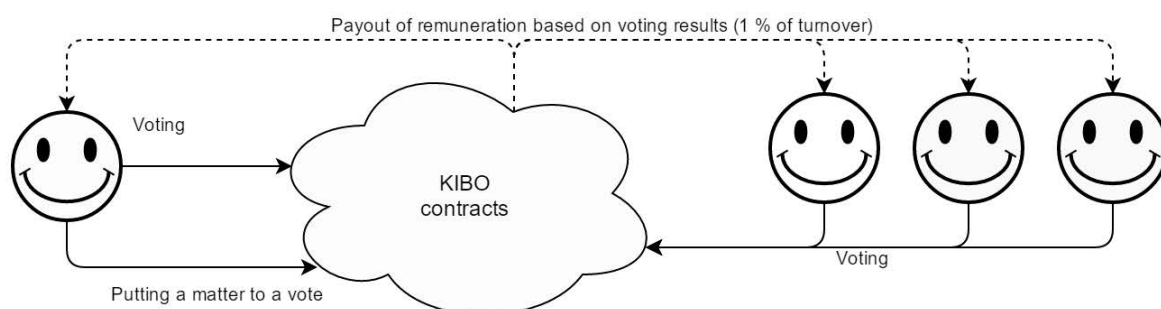 Payout of remuneration based on voting results (1 % of turnover)
Voting
KIBO
contracts
Voting
Putting a matter to a vote